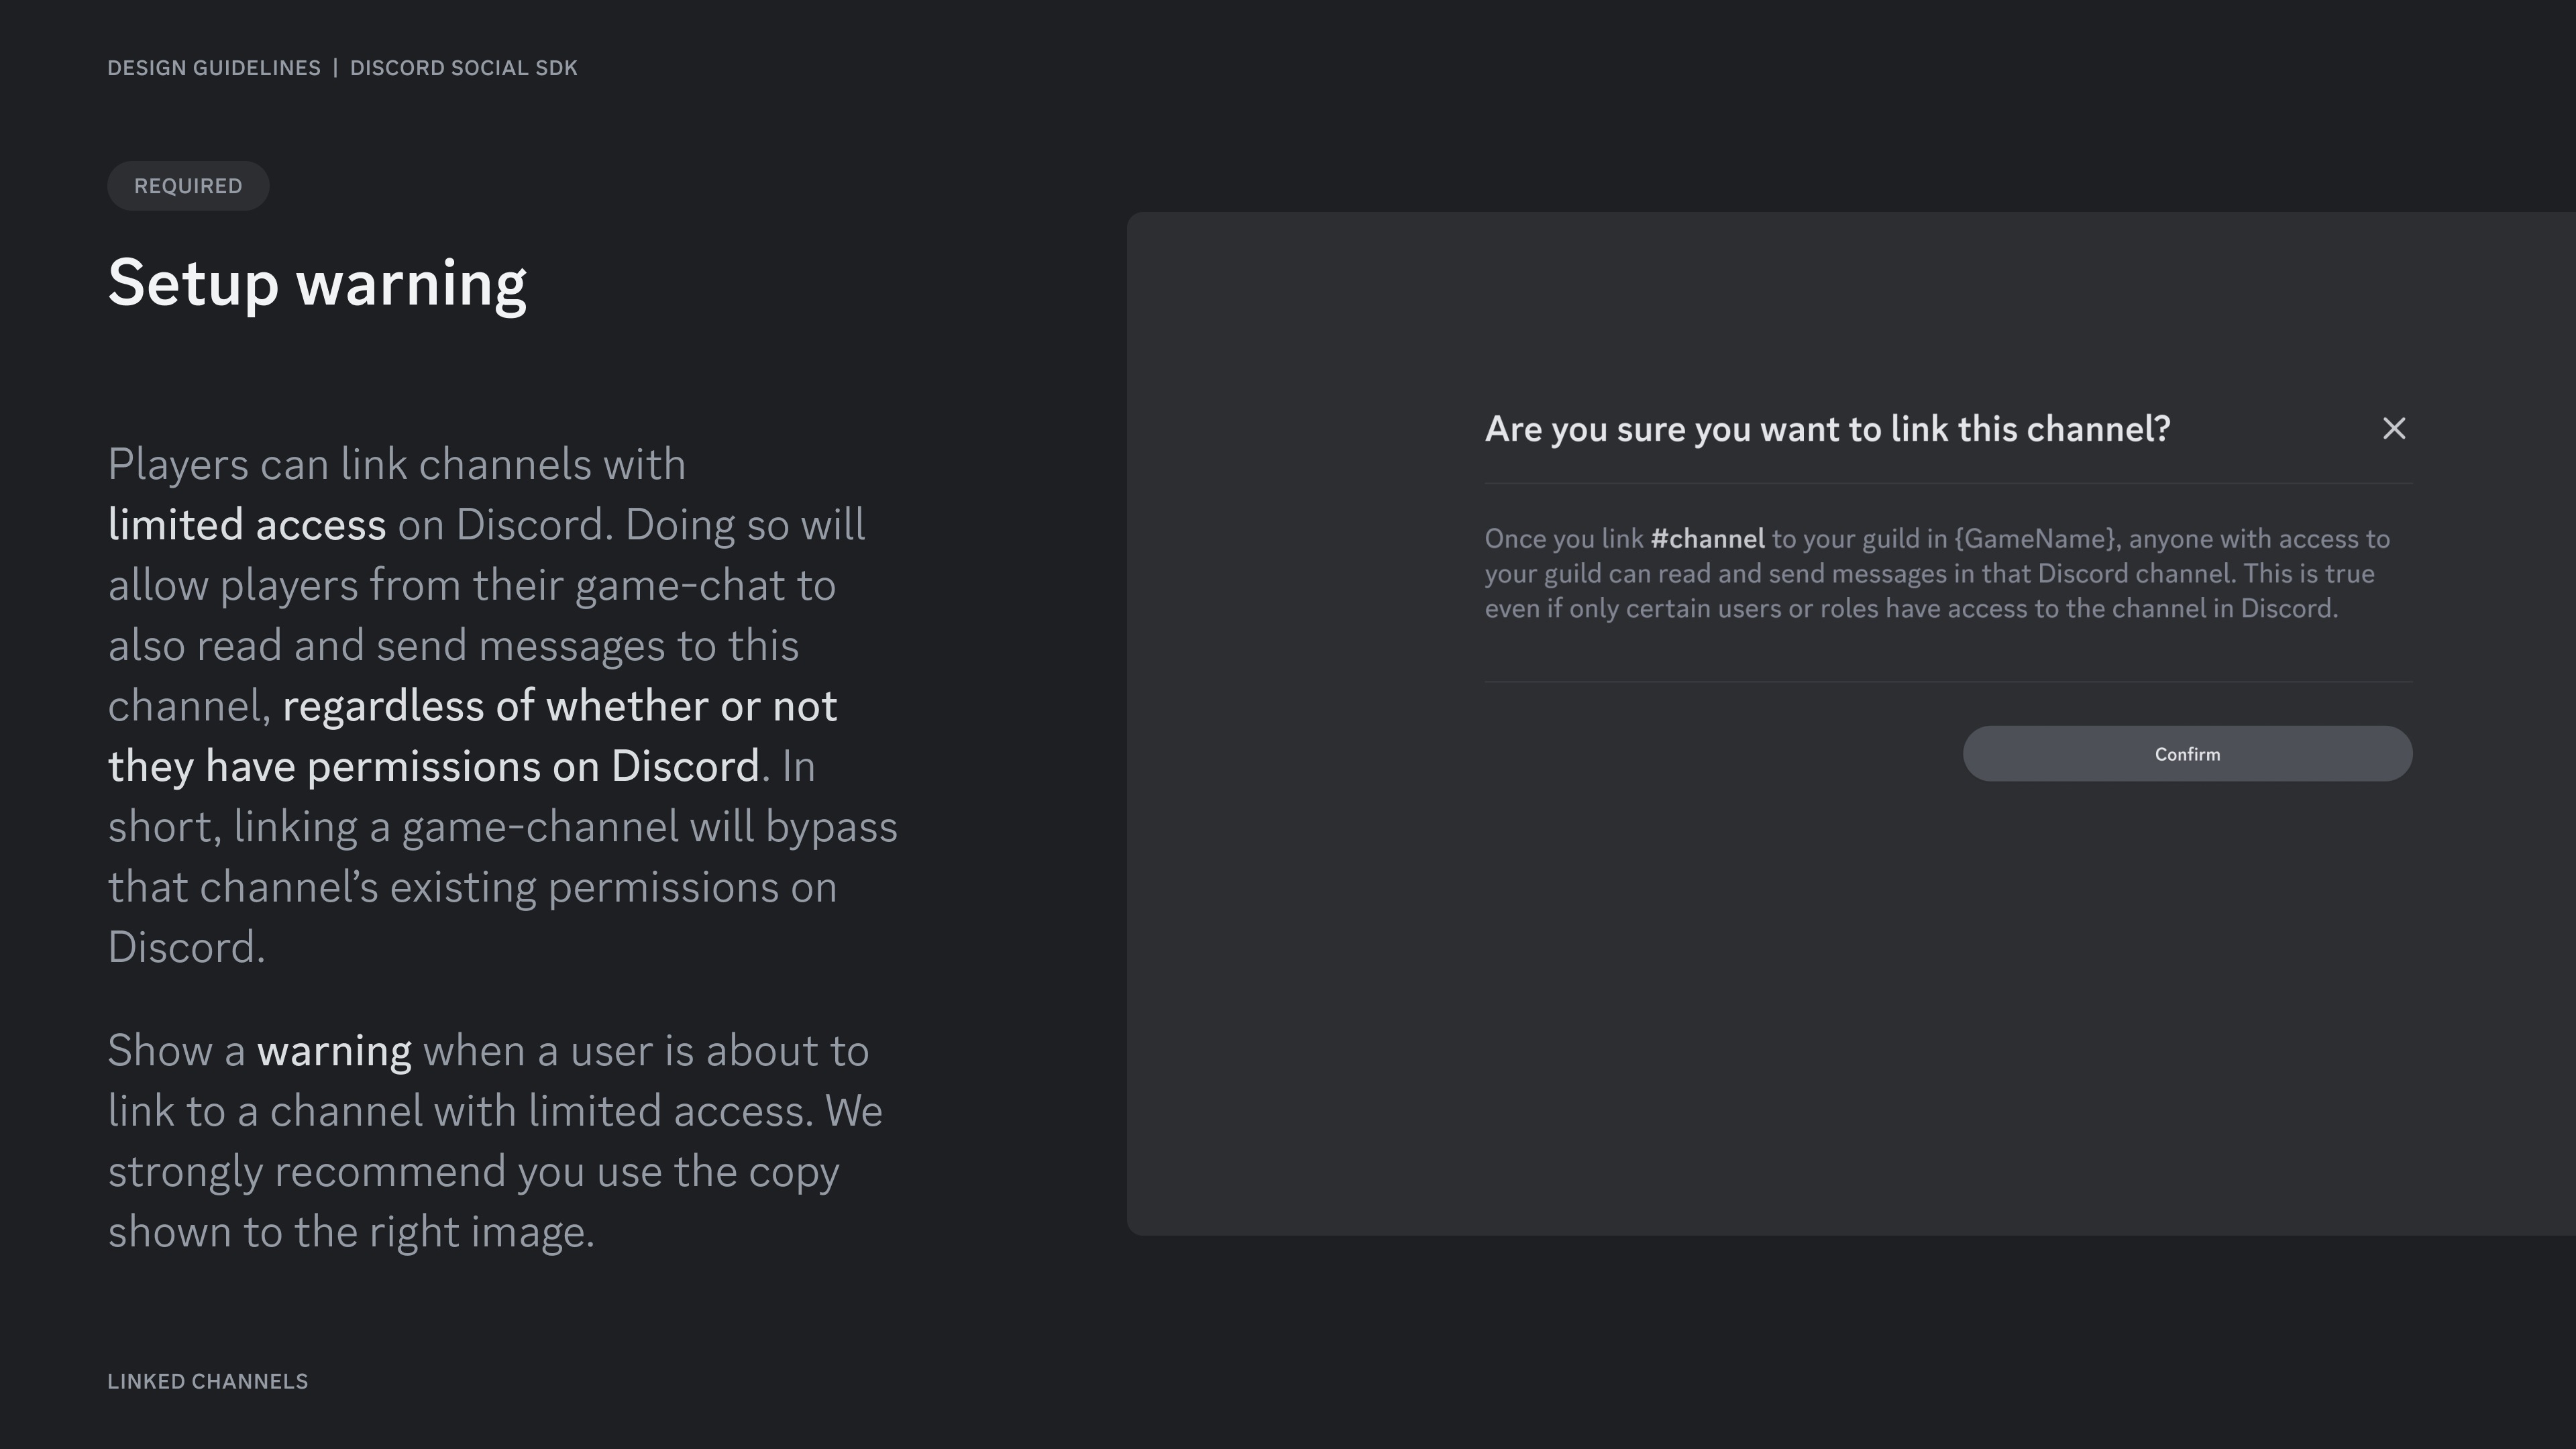 DESIGN GUIDELINES | DISCORD SOCIAL SDK
REQUIRED
Setup warning
Players can link channels with
limited access on Discord. Doing so will
allow players from their game-chat to
also read and send messages to this
channel, regardless of whether or not
they have permissions on Discord. In
short, linking a game-channel will bypass
that channel’s existing permissions on
Discord.
Show a warning when a user is about to
link to a channel with limited access. We
strongly recommend you use the copy
shown to the right image.
Are you sure you want to link this channel?
Once you link #channel to your guild in {GameName}, anyone with access to
your guild can read and send messages in that Discord channel. This is true
even if only certain users or roles have access to the channel in Discord.
Confirm
LINKED CHANNELS